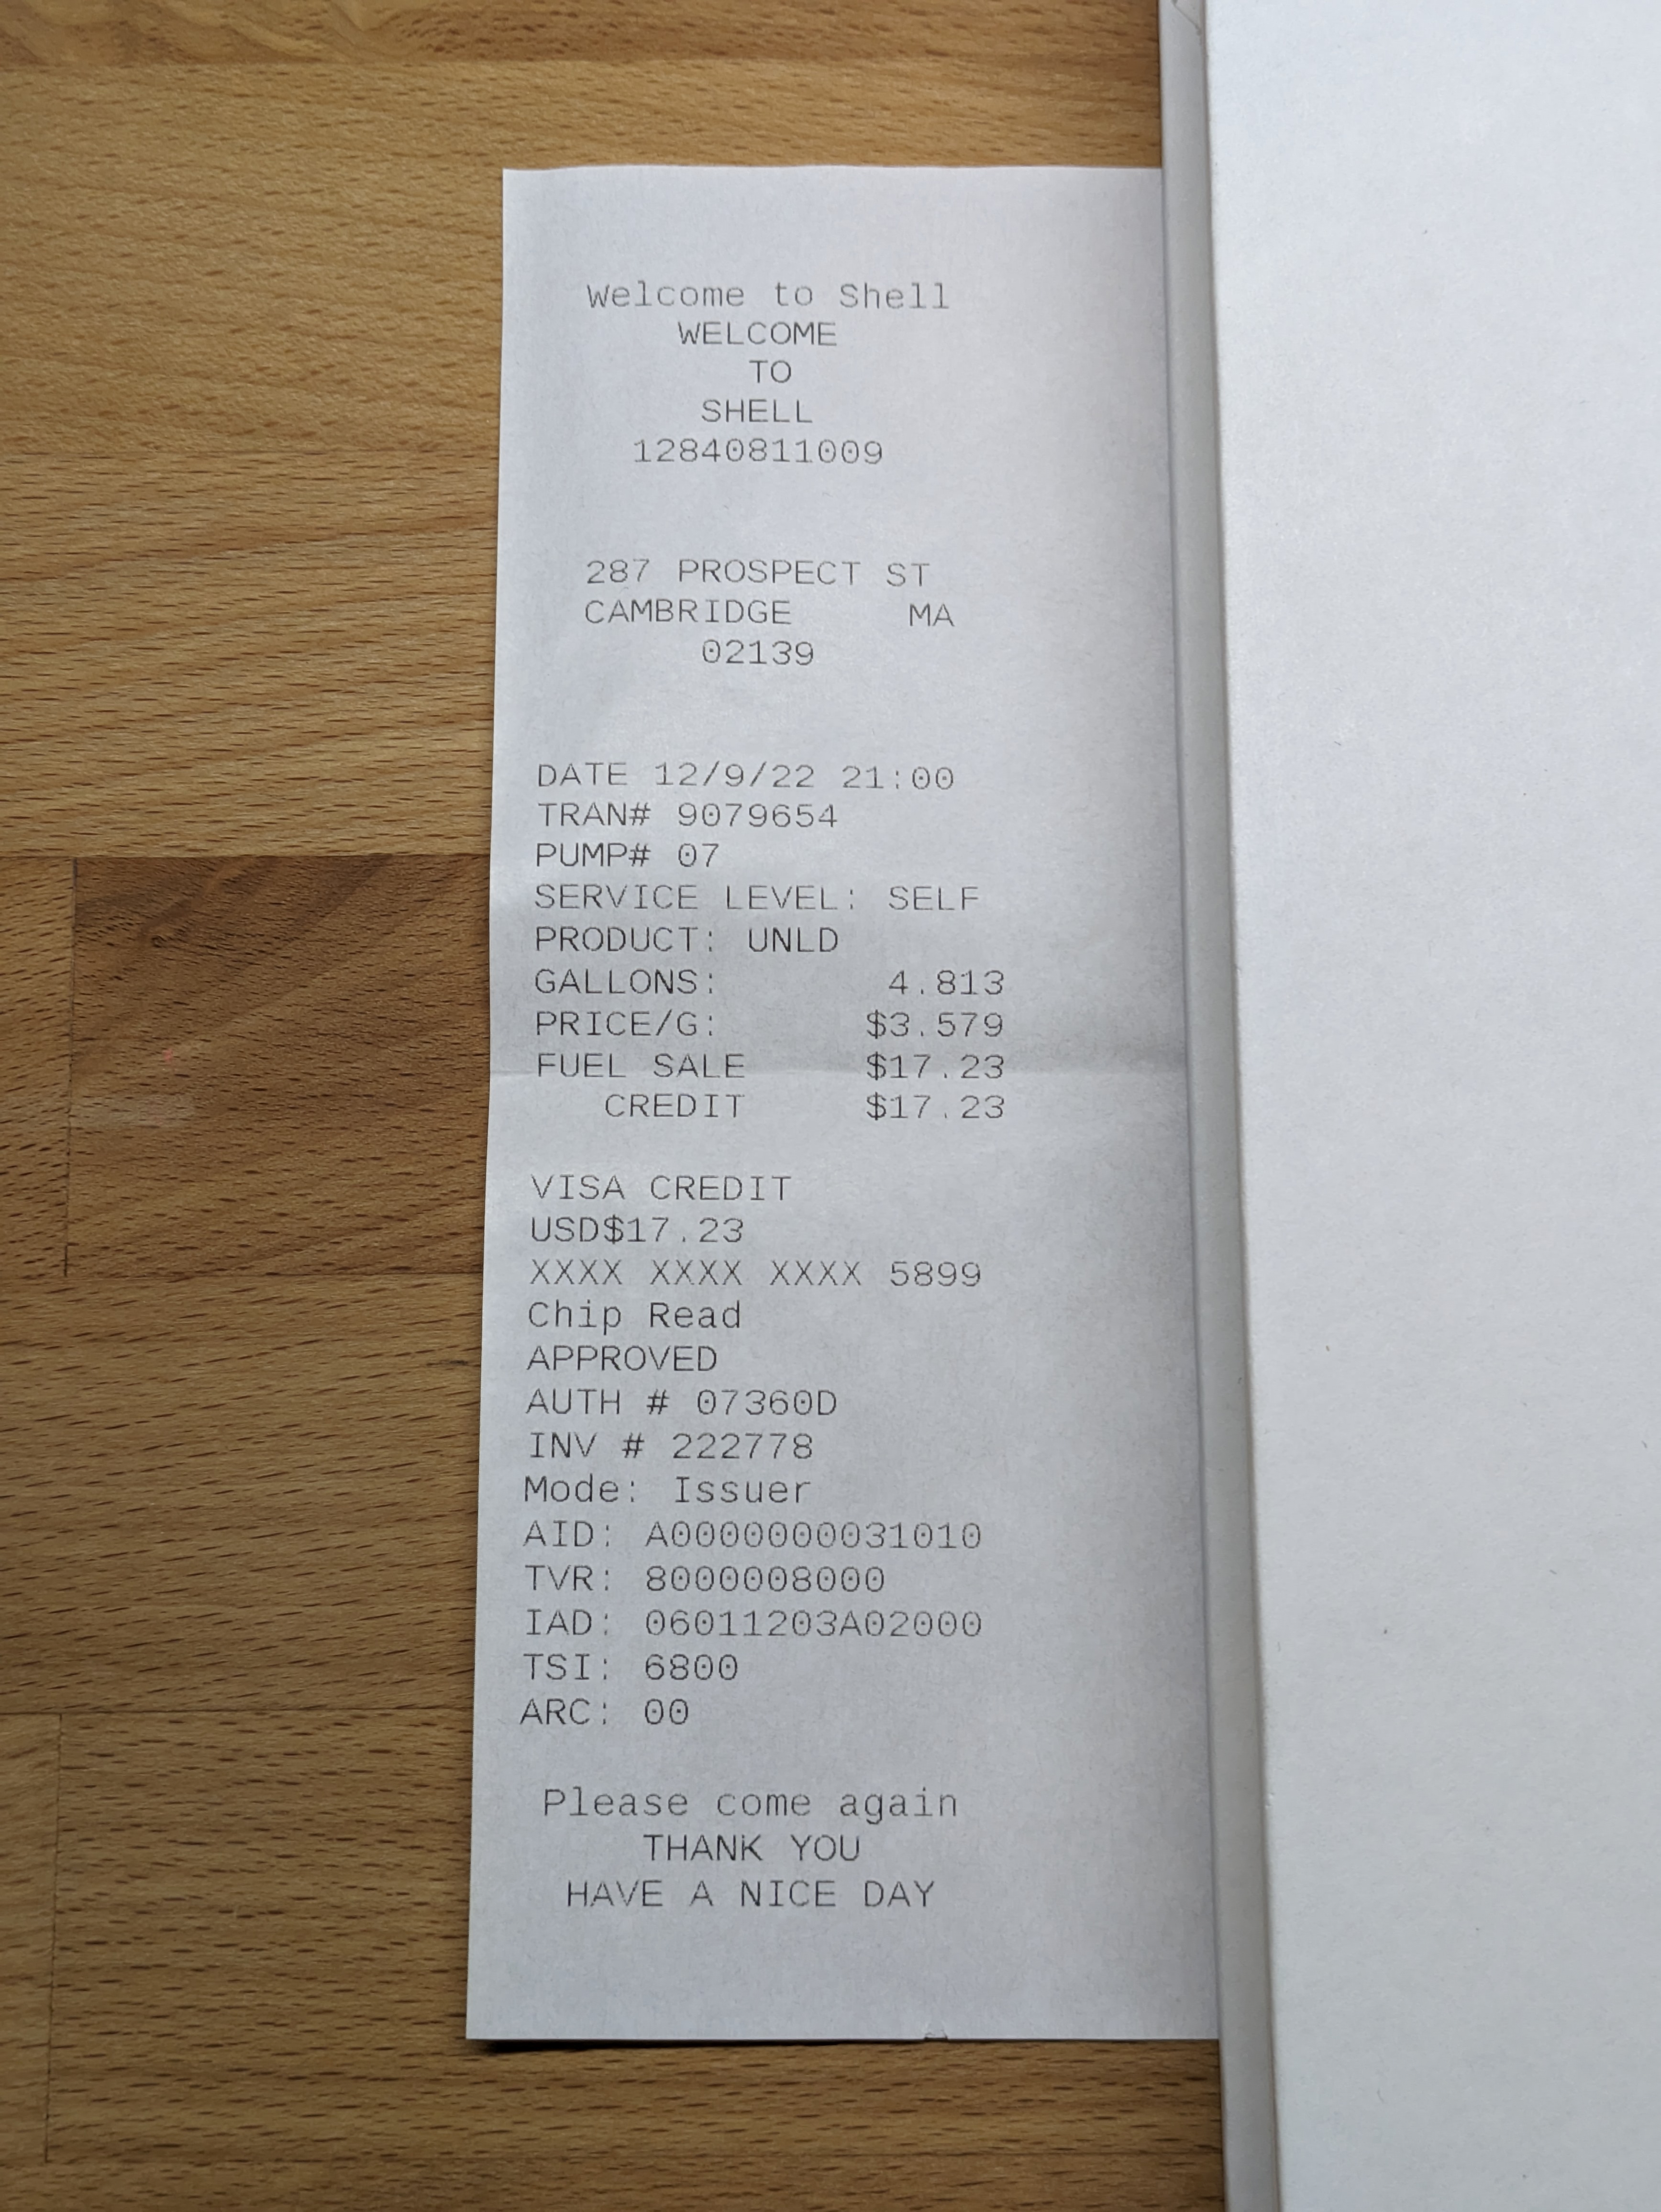 Welcome to Shell
WELCOME
TO
SHELL
12840811009
287 PROSPECT ST
CAMBRIDGE MA
02139
DATE 12/9/22 21:00
TRAN# 9079654
PUMP# 07
SERVICE LEVEL: SELF
PRODUCT: UNLD
GALLONS: 4.813
PRICE/G: $3.579
FUEL SALE $17.23
CREDIT $17.23
VISA CREDIT
USD$17.23
XXXX XXXX XXXX 5899
Chip Read
APPROVED
AUTH # 07360D
INV # 222778
Mode: Issuer
AID: A0000000031010
TVR: 8000008000
IAD: 06011203A02000
TSI: 6800
ARC: 00
Please come again
THANK YOU
HAVE A NICE DAY